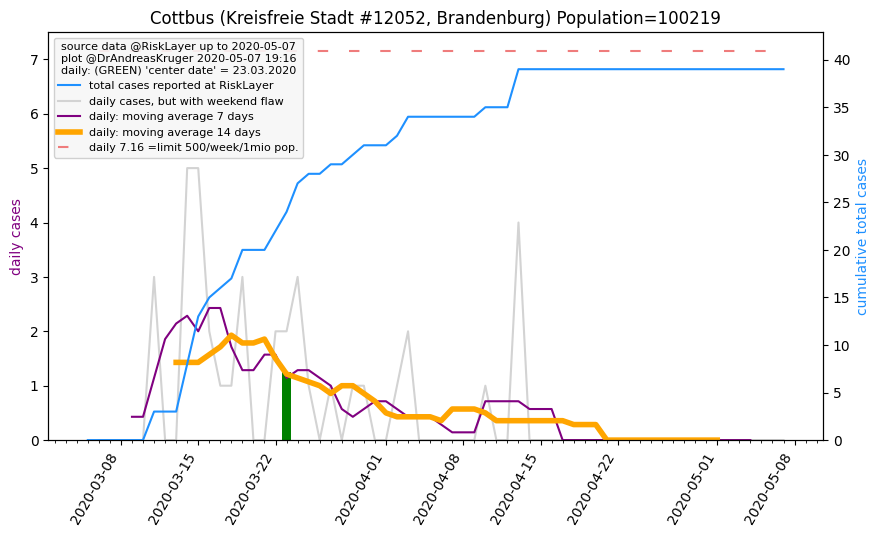 Cottbus (Kreisfreie Stadt #12052, Brandenburg) Population=100219
source data @RiskLayer up to 2020-05-07
plot @DrAndreasKruger 2020-05-07 19:16
daily: (GREEN) 'center date' = 23.03.2020
total cases reported at RiskLayer
daily cases, but with weekend flaw
daily: moving average 7 days
daily: moving average 14 days
daily 7.16 =limit 500/week/1mio pop.
daily cases
7
6
5
4
3
2
1
0
40
35
30
25
20
15
10
5
0
cumulative total cases
2020-03-08
2020-03-15
2020-03-22
2020-04-01
2020-04-08
2020-04-15
2020-04-22
2020-05-01
2020-05-08